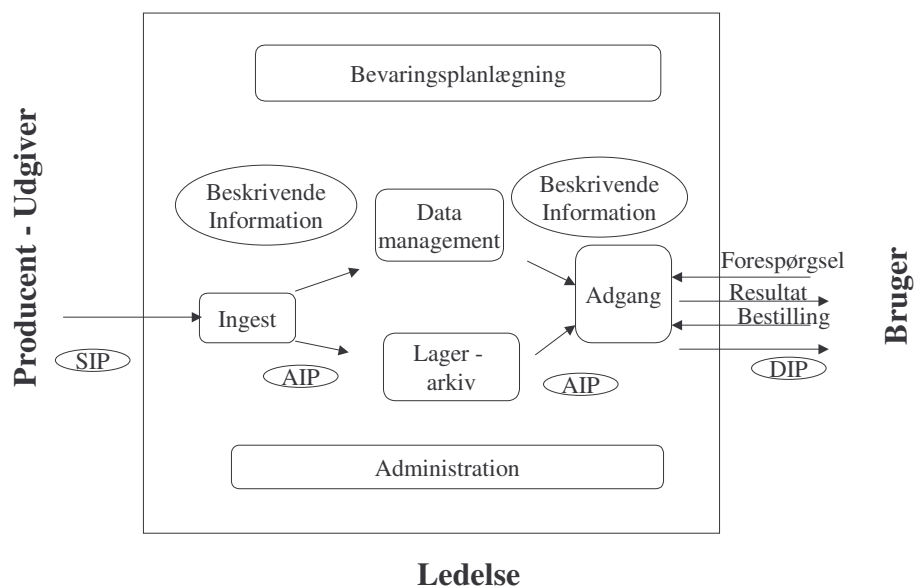 Bevaringsplanlægning
Producent - Udgiver
Beskrivende
Information
Data
management
Beskrivende
Information
Forespørgsel
Resultat
Bestilling
Adgang
Ingest
Bruger
SIP
AIP
Lager -
arkiv
AIP
DIP
Administration
Ledelse